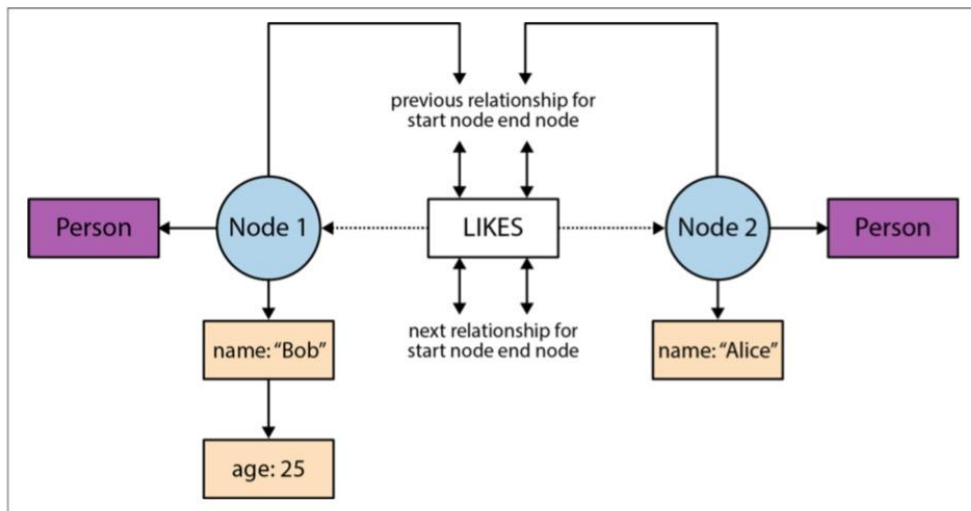 previous relationship for
start node end node
Person
Node 1
LIKES
Node 2
Person
name: “Bob”
next relationship for
start node end node
name: “Alice”
age: 25